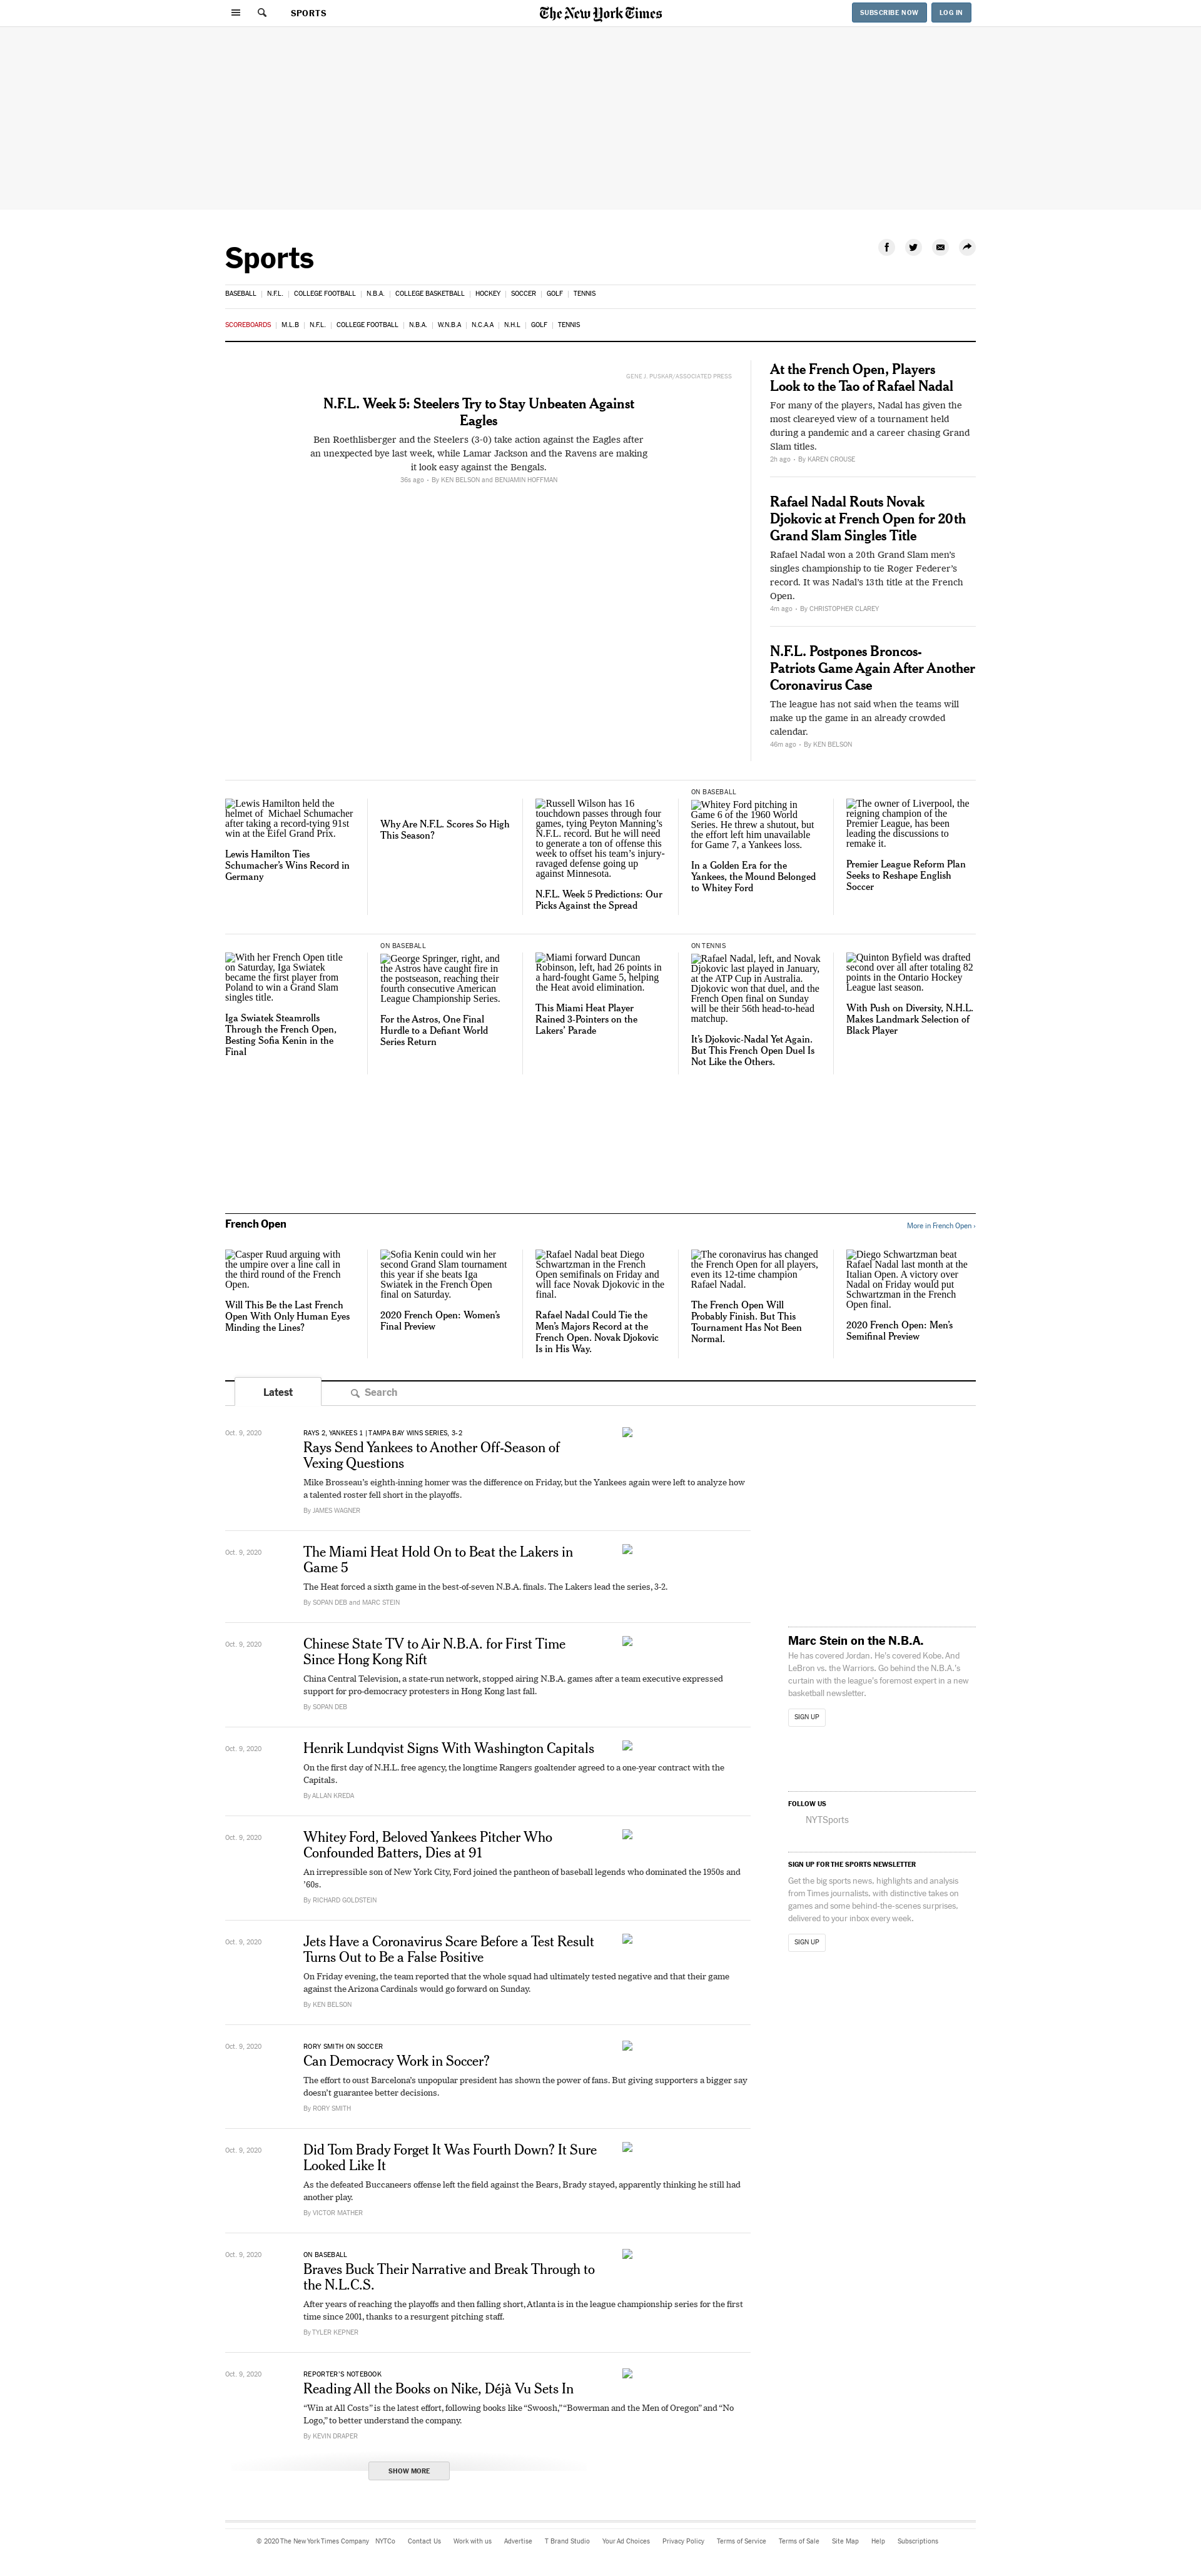 SPORTS
The New York Times
SUBSCRIBE NOW
LOG IN
Sports
BASEBALL | N.F.L. | COLLEGE FOOTBALL | N.B.A. | COLLEGE BASKETBALL | HOCKEY | SOCCER | GOLF | TENNIS
SCOREBOARDS | M.L.B | N.F.L. | COLLEGE FOOTBALL | N.B.A. | W.N.B.A | N.C.A.A | N.H.L | GOLF | TENNIS
GENE J. PUSKAR/ASSOCIATED PRESS
N.F.L. Week 5: Steelers Try to Stay Unbeaten Against
Eagles
Ben Roethlisberger and the Steelers (3-0) take action against the Eagles after
an unexpected bye last week, while Lamar Jackson and the Ravens are making
it look easy against the Bengals.
36s ago • By KEN BELSON and BENJAMIN HOFFMAN
At the French Open, Players
Look to the Tao of Rafael Nadal
For many of the players, Nadal has given the
most cleareyed view of a tournament held
during a pandemic and a career chasing Grand
Slam titles.
2h ago • By KAREN CROUSE
Rafael Nadal Routs Novak
Djokovic at French Open for 20th
Grand Slam Singles Title
Rafael Nadal won a 20th Grand Slam men's
singles championship to tie Roger Federer's
record. It was Nadal's 13th title at the French
Open.
4m ago • By CHRISTOPHER CLAREY
N.F.L. Postpones Broncos-
Patriots Game Again After Another
Coronavirus Case
The league has not said when the teams will
make up the game in an already crowded
calendar.
46m ago • By KEN BELSON
Lewis Hamilton held the
helmet of Michael Schumacher
after taking a record-tying 91st
win at the Eifel Grand Prix.
Lewis Hamilton Ties
Schumacher's Wins Record in
Germany
Why Are N.F.L. Scores So High
This Season?
Russell Wilson has 16
touchdown passes through four
games, tying Peyton Manning's
N.F.L. record. But he will need
to generate a ton of offense this
week to offset his team's injury-
ravaged defense going up
against Minnesota.
N.F.L. Week 5 Predictions: Our
Picks Against the Spread
ON BASEBALL
Whitey Ford pitching in
Game 6 of the 1960 World
Series. He threw a shutout, but
the effort left him unavailable
for Game 7, a Yankees loss.
In a Golden Era for the
Yankees, the Mound Belonged
to Whitey Ford
The owner of Liverpool, the
reigning champion of the
Premier League, has been
leading the discussions to
remake it.
Premier League Reform Plan
Seeks to Reshape English
Soccer
With her French Open title
on Saturday, Iga Swiatek
became the first player from
Poland to win a Grand Slam
singles title.
Iga Swiatek Steamrolls
Through the French Open,
Besting Sofia Kenin in the
Final
ON BASEBALL
George Springer, right, and
the Astros have caught fire in
the postseason, reaching their
fourth consecutive American
League Championship Series.
For the Astros, One Final
Hurdle to a Defiant World
Series Return
Miami forward Duncan
Robinson, left, had 26 points in
a hard-fought Game 5, helping
the Heat avoid elimination.
This Miami Heat Player
Rained 3-Pointers on the
Lakers' Parade
ON TENNIS
Rafael Nadal, left, and Novak
Djokovic last played in January,
at the ATP Cup in Australia.
Djokovic won that duel, and the
French Open final on Sunday
will be their 56th head-to-head
matchup.
It's Djokovic-Nadal Yet Again.
But This French Open Duel Is
Not Like the Others.
Quinton Byfield was drafted
second over all after totaling 82
points in the Ontario Hockey
League last season.
With Push on Diversity, N.H.L.
Makes Landmark Selection of
Black Player
French Open
More in French Open ›
Casper Ruud arguing with
the umpire over a line call in
the third round of the French
Open.
Will This Be the Last French
Open With Only Human Eyes
Minding the Lines?
Sofia Kenin could win her
second Grand Slam tournament
this year if she beats Iga
Swiatek in the French Open
final on Saturday.
2020 French Open: Women's
Final Preview
Rafael Nadal beat Diego
Schwartzman in the French
Open semifinals on Friday and
will face Novak Djokovic in the
final.
Rafael Nadal Could Tie the
Men's Majors Record at the
French Open. Novak Djokovic
Is in His Way.
The coronavirus has changed
the French Open for all players,
even its 12-time champion
Rafael Nadal.
The French Open Will
Probably Finish. But This
Tournament Has Not Been
Normal.
Diego Schwartzman beat
Rafael Nadal last month at the
Italian Open. A victory over
Nadal on Friday would put
Schwartzman in the French
Open final.
2020 French Open: Men's
Semifinal Preview
Latest
Search
Oct. 9, 2020
RAYS 2, YANKEES 1 | TAMPA BAY WINS SERIES, 3-2
Rays Send Yankees to Another Off-Season of
Vexing Questions
Mike Brosseau's eighth-inning homer was the difference on Friday, but the Yankees again were left to analyze how
a talented roster fell short in the playoffs.
By JAMES WAGNER
Oct. 9, 2020
The Miami Heat Hold On to Beat the Lakers in
Game 5
The Heat forced a sixth game in the best-of-seven N.B.A. finals. The Lakers lead the series, 3-2.
By SOPAN DEB and MARC STEIN
Oct. 9, 2020
Chinese State TV to Air N.B.A. for First Time
Since Hong Kong Rift
China Central Television, a state-run network, stopped airing N.B.A. games after a team executive expressed
support for pro-democracy protesters in Hong Kong last fall.
By SOPAN DEB
Oct. 9, 2020
Henrik Lundqvist Signs With Washington Capitals
On the first day of N.H.L. free agency, the longtime Rangers goaltender agreed to a one-year contract with the
Capitals.
By ALLAN KREDA
Oct. 9, 2020
Whitey Ford, Beloved Yankees Pitcher Who
Confounded Batters, Dies at 91
An irrepressible son of New York City, Ford joined the pantheon of baseball legends who dominated the 1950s and
'60s.
By RICHARD GOLDSTEIN
Oct. 9, 2020
Jets Have a Coronavirus Scare Before a Test Result
Turns Out to Be a False Positive
On Friday evening, the team reported that the whole squad had ultimately tested negative and that their game
against the Arizona Cardinals would go forward on Sunday.
By KEN BELSON
Oct. 9, 2020
RORY SMITH ON SOCCER
Can Democracy Work in Soccer?
The effort to oust Barcelona's unpopular president has shown the power of fans. But giving supporters a bigger say
doesn't guarantee better decisions.
By RORY SMITH
Oct. 9, 2020
Did Tom Brady Forget It Was Fourth Down? It Sure
Looked Like It
As the defeated Buccaneers offense left the field against the Bears, Brady stayed, apparently thinking he still had
another play.
By VICTOR MATHER
Oct. 9, 2020
ON BASEBALL
Braves Buck Their Narrative and Break Through to
the N.L.C.S.
After years of reaching the playoffs and then falling short, Atlanta is in the league championship series for the first
time since 2001, thanks to a resurgent pitching staff.
By TYLER KEPNER
Oct. 9, 2020
REPORTER'S NOTEBOOK
Reading All the Books on Nike, Déjà Vu Sets In
“Win at All Costs” is the latest effort, following books like “Swoosh,” “Bowerman and the Men of Oregon” and “No
Logo,” to better understand the company.
By KEVIN DRAPER
SHOW MORE
Marc Stein on the N.B.A.
He has covered Jordan. He's covered Kobe. And
LeBron vs. the Warriors. Go behind the N.B.A.'s
curtain with the league's foremost expert in a new
basketball newsletter.
SIGN UP
FOLLOW US
NYTSports
SIGN UP FOR THE SPORTS NEWSLETTER
Get the big sports news, highlights and analysis
from Times journalists, with distinctive takes on
games and some behind-the-scenes surprises,
delivered to your inbox every week.
SIGN UP
© 2020 The New York Times Company NYTCo Contact Us Work with us Advertise T Brand Studio Your Ad Choices Privacy Policy Terms of Service Terms of Sale Site Map Help Subscriptions